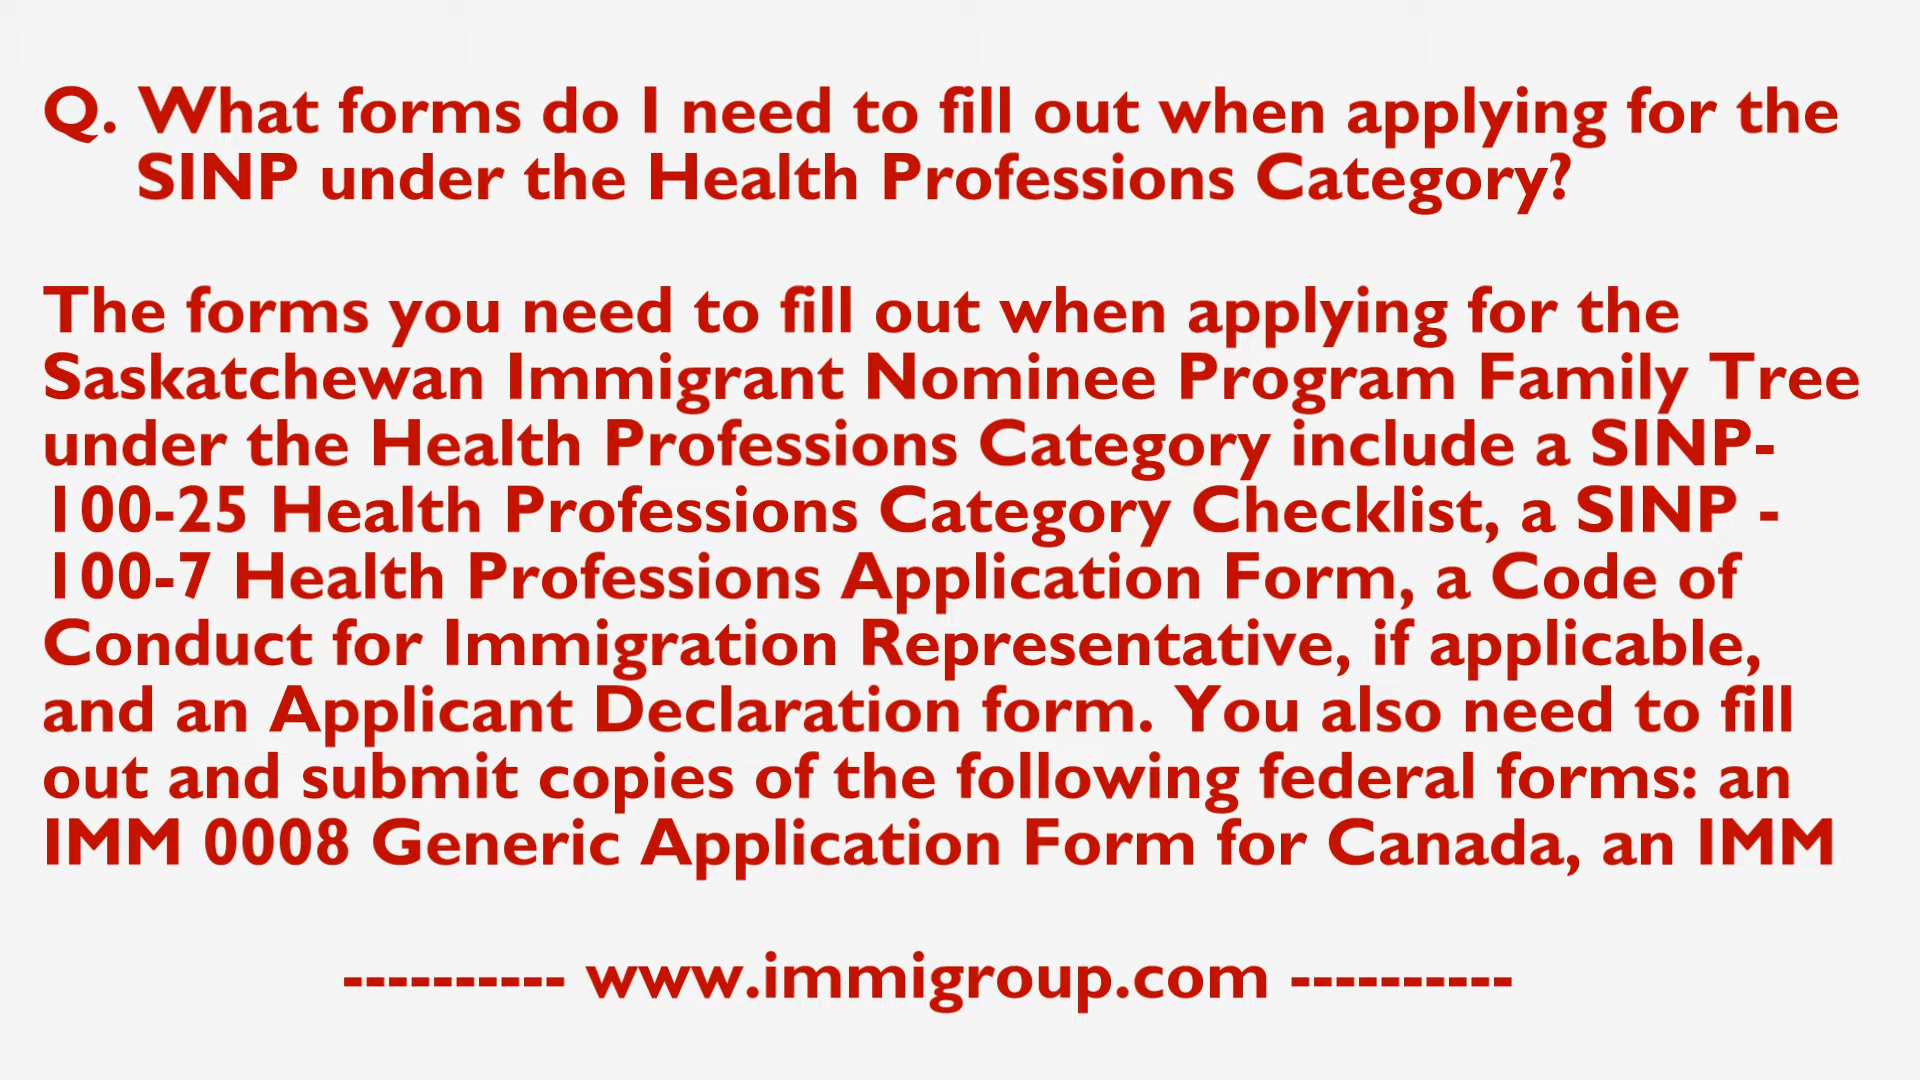 Q. What forms do I need to fill out when applying for the
SINP under the Health Professions Category?
The forms you need to fill out when applying for the
Saskatchewan Immigrant Nominee Program Family Tree
under the Health Professions Category include a SINP-
100-25 Health Professions Category Checklist, a SINP -
100-7 Health Professions Application Form, a Code of
Conduct for Immigration Representative, if applicable,
and an Applicant Declaration form. You also need to fill
out and submit copies of the following federal forms: an
IMM 0008 Generic Application Form for Canada, an IMM
---------- www.immigroup.com ----------